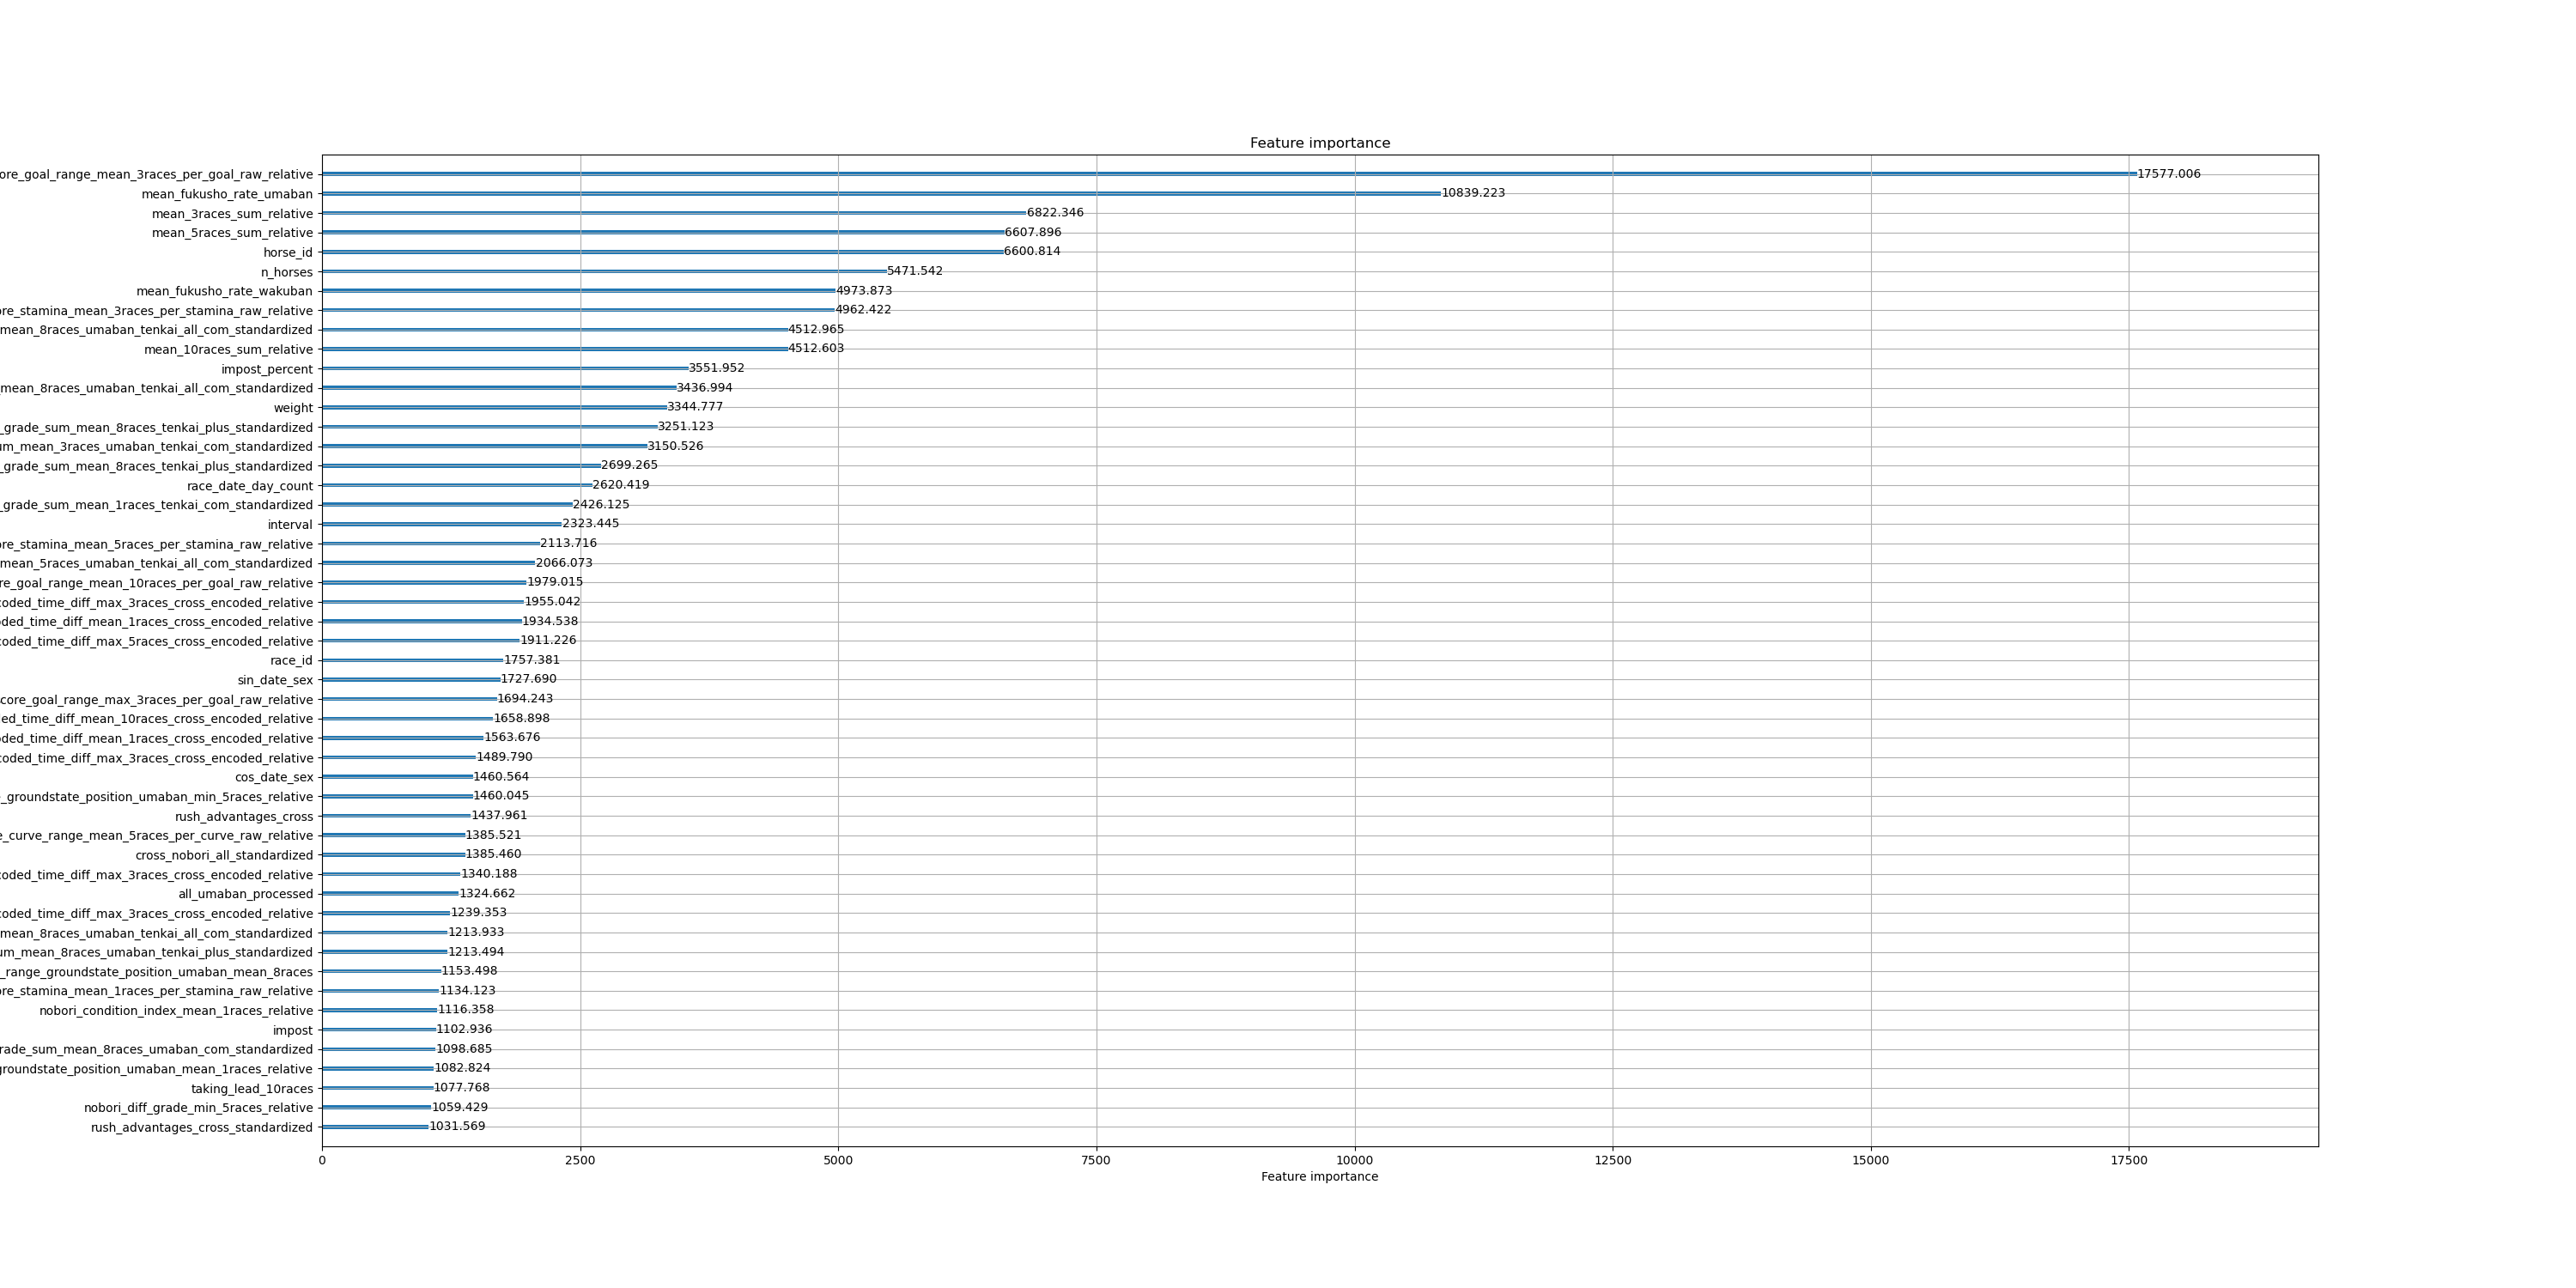 Feature importance
ore_goal_range_mean_3races_per_goal_raw_relative 17577.006
mean_fukusho_rate_umaban 10839.223
mean_3races_sum_relative 6822.346
mean_5races_sum_relative 6607.896
horse_id 6600.814
n_horses 5471.542
mean_fukusho_rate_wakuban 4973.873
ore_stamina_mean_3races_per_stamina_raw_relative 4962.422
mean_8races_umaban_tenkai_all_com_standardized 4512.965
mean_10races_sum_relative 4512.603
impost_percent 3551.952
mean_8races_umaban_tenkai_all_com_standardized 3436.994
weight 3344.777
_grade_sum_mean_8races_tenkai_plus_standardized 3251.123
um_mean_3races_umaban_tenkai_com_standardized 3150.526
_grade_sum_mean_8races_tenkai_plus_standardized 2699.265
race_date_day_count 2620.419
_grade_sum_mean_1races_tenkai_com_standardized 2426.125
interval 2323.445
ore_stamina_mean_5races_per_stamina_raw_relative 2113.716
mean_5races_umaban_tenkai_all_com_standardized 2066.073
re_goal_range_mean_10races_per_goal_raw_relative 1979.015
coded_time_diff_max_3races_cross_encoded_relative 1955.042
oded_time_diff_mean_1races_cross_encoded_relative 1934.538
coded_time_diff_max_5races_cross_encoded_relative 1911.226
race_id 1757.381
sin_date_sex 1727.690
core_goal_range_max_3races_per_goal_raw_relative 1694.243
ed_time_diff_mean_10races_cross_encoded_relative 1658.898
oded_time_diff_mean_1races_cross_encoded_relative 1563.676
coded_time_diff_max_3races_cross_encoded_relative 1489.790
cos_date_sex 1460.564
_groundstate_position_umaban_min_5races_relative 1460.045
rush_advantages_cross 1437.961
e_curve_range_mean_5races_per_curve_raw_relative 1385.521
cross_nobori_all_standardized 1385.460
coded_time_diff_max_3races_cross_encoded_relative 1340.188
all_umaban_processed 1324.662
coded_time_diff_max_3races_cross_encoded_relative 1239.353
mean_8races_umaban_tenkai_all_com_standardized 1213.933
um_mean_8races_umaban_tenkai_plus_standardized 1213.494
_range_groundstate_position_umaban_mean_8races 1153.498
ore_stamina_mean_1races_per_stamina_raw_relative 1134.123
nobori_condition_index_mean_1races_relative 1116.358
impost 1102.936
rade_sum_mean_8races_umaban_com_standardized 1098.685
groundstate_position_umaban_mean_1races_relative 1082.824
taking_lead_10races 1077.768
nobori_diff_grade_min_5races_relative 1059.429
rush_advantages_cross_standardized 1031.569
0 2500 5000 7500 10000 12500 15000 17500
Feature importance